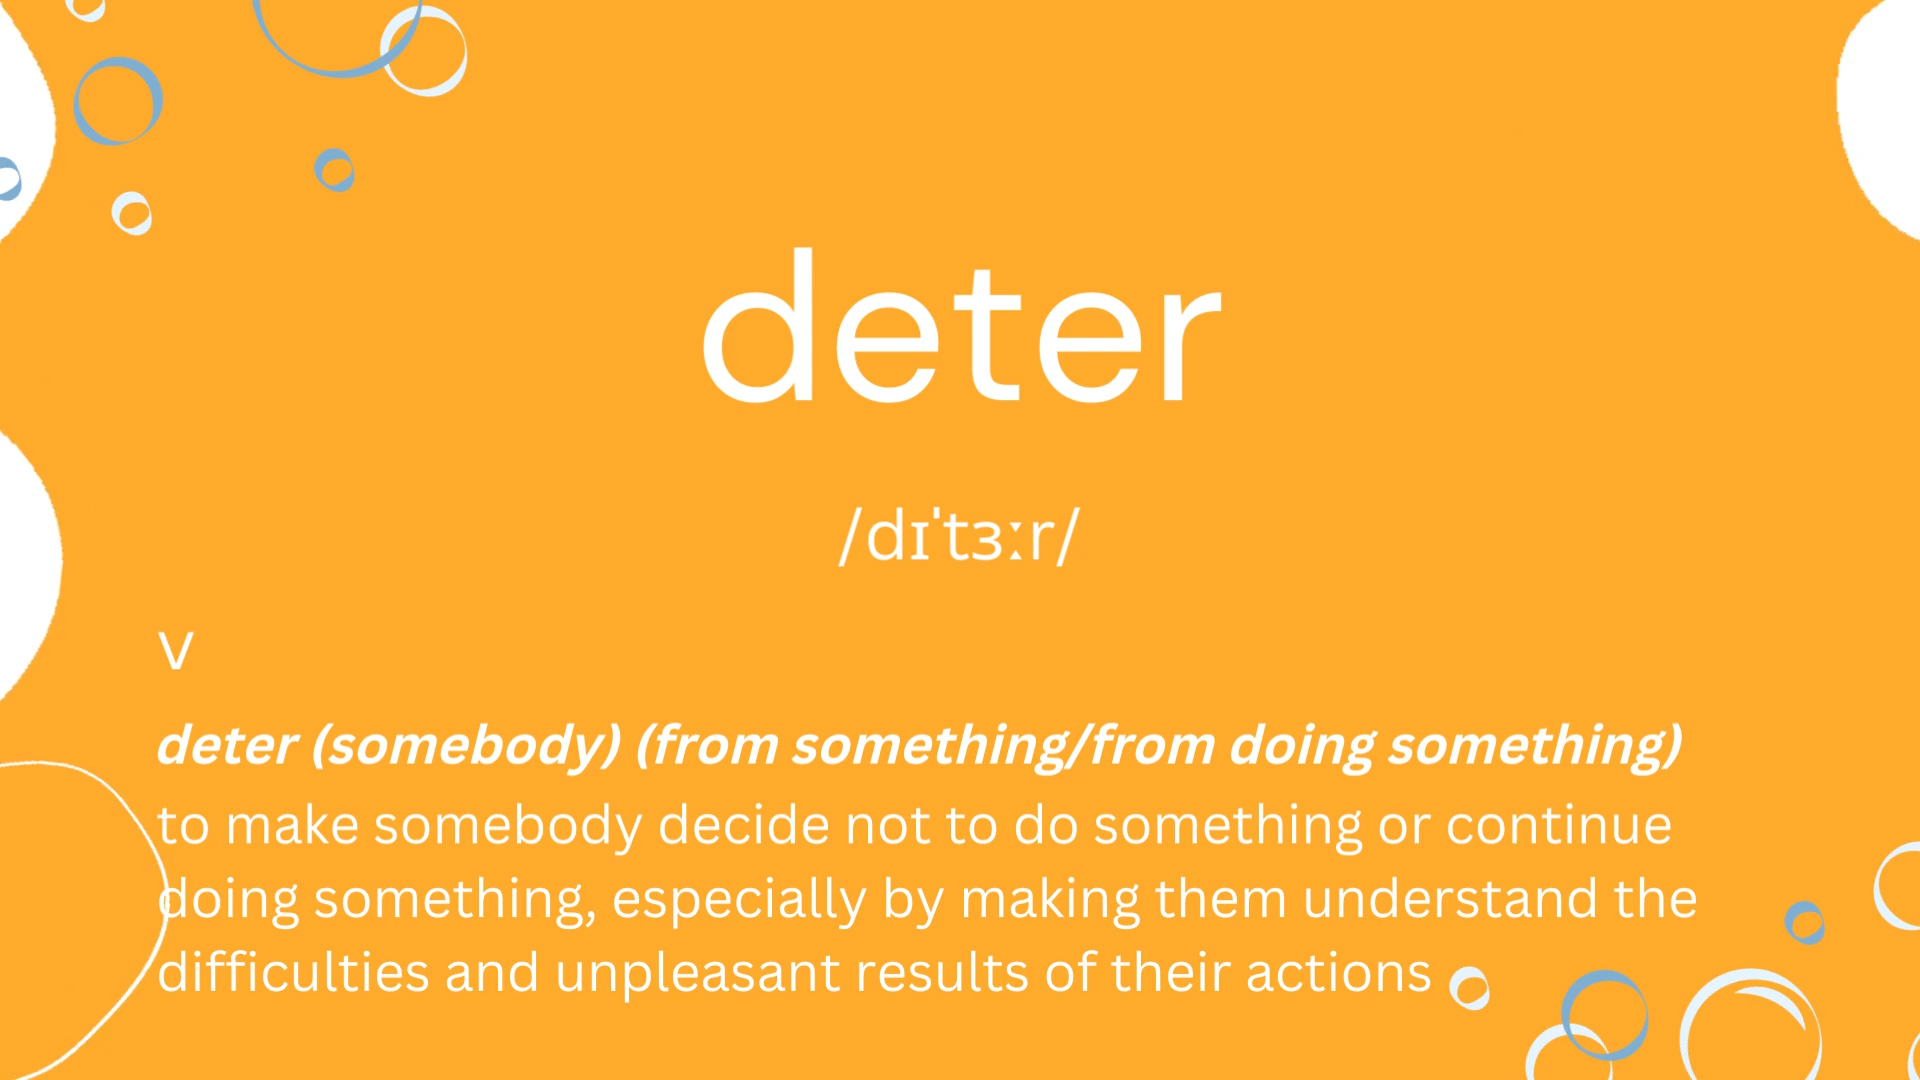 deter
/dɪˈtɜːr/
v
deter (somebody) (from something/from doing something)
to make somebody decide not to do something or continue
doing something, especially by making them understand the
difficulties and unpleasant results of their actions